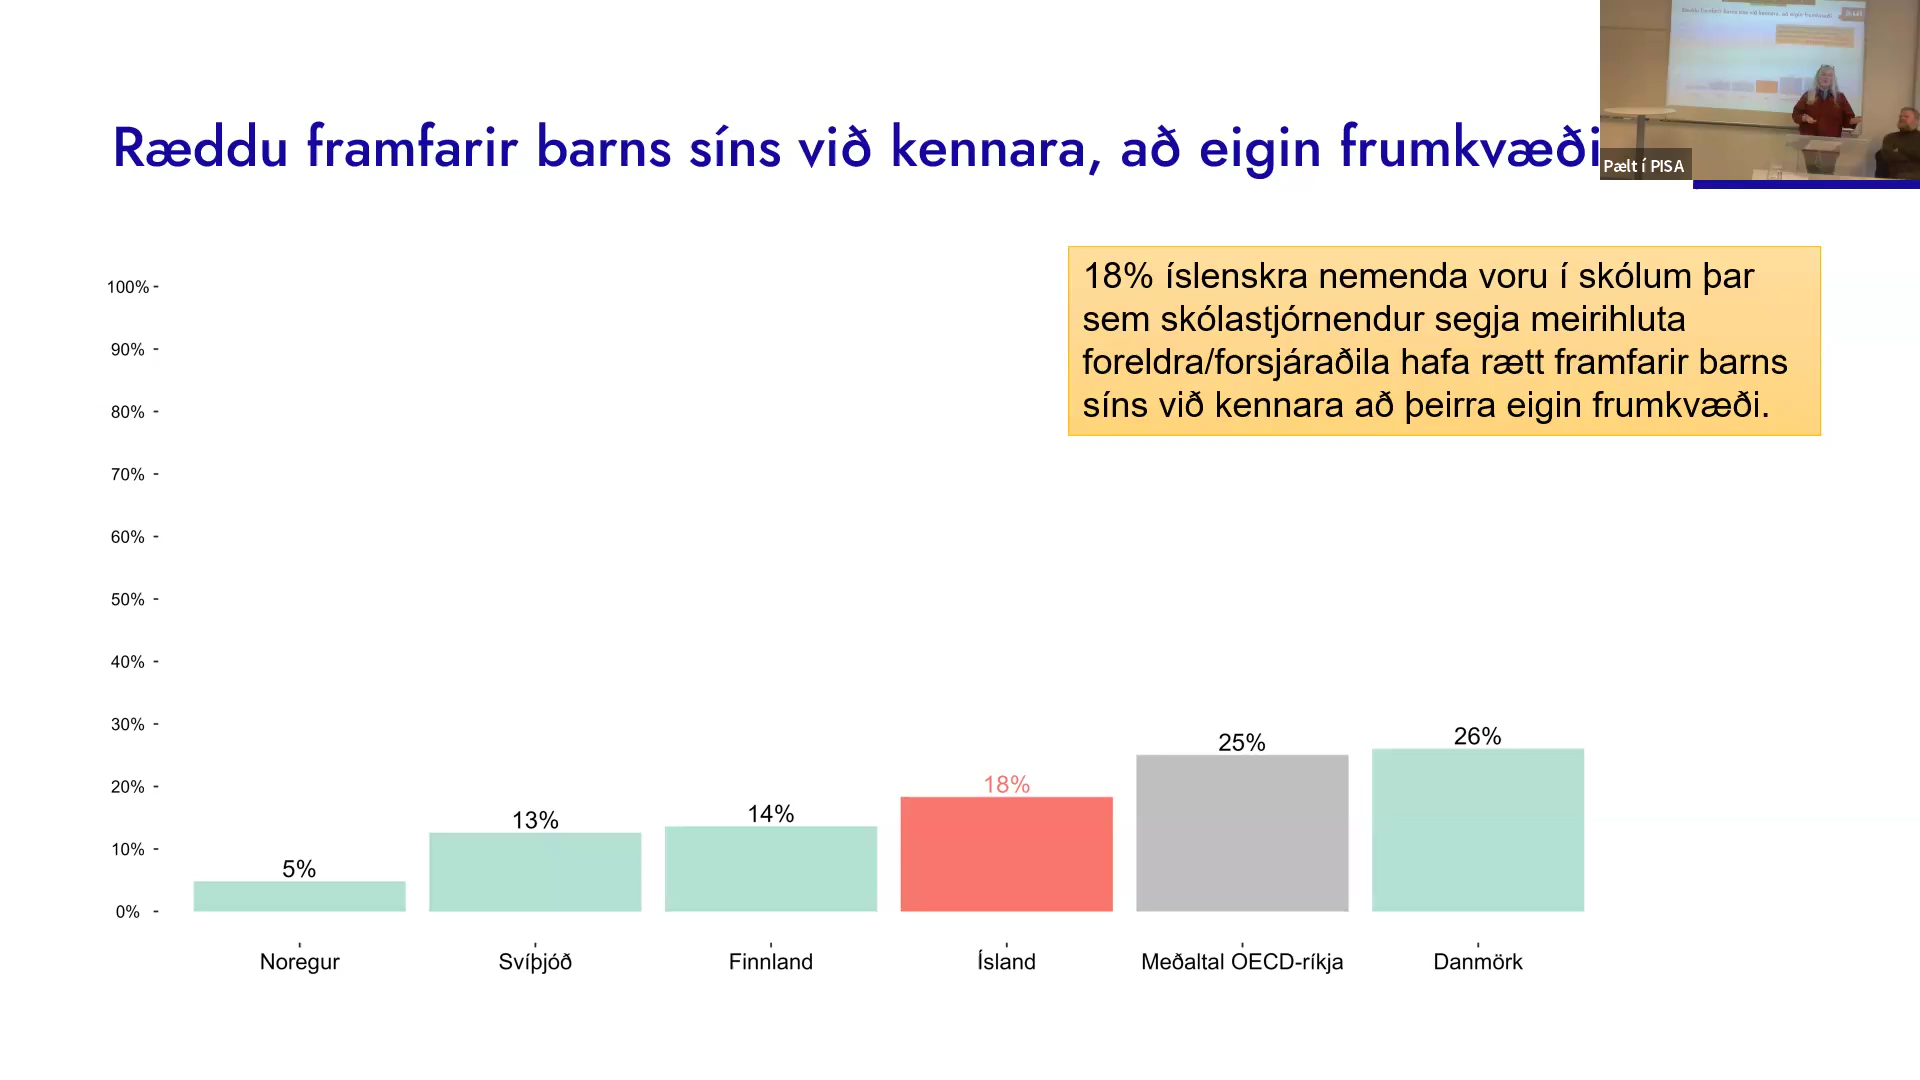 Ræddu framfarir barns síns við kennara, að eigin frumkvæði
Pælt í PISA
18% íslenskra nemenda voru í skólum þar
sem skólastjórnendur segja meirihluta
foreldra/forsjáraðila hafa rætt framfarir barns
síns við kennara að þeirra eigin frumkvæði.
100%
90%
80%
70%
60%
50%
40%
30%
20%
10%
0%
5%
13%
14%
18%
25%
26%
Noregur
Svíþjóð
Finnland
Ísland
Meðaltal OECD-ríkja
Danmörk